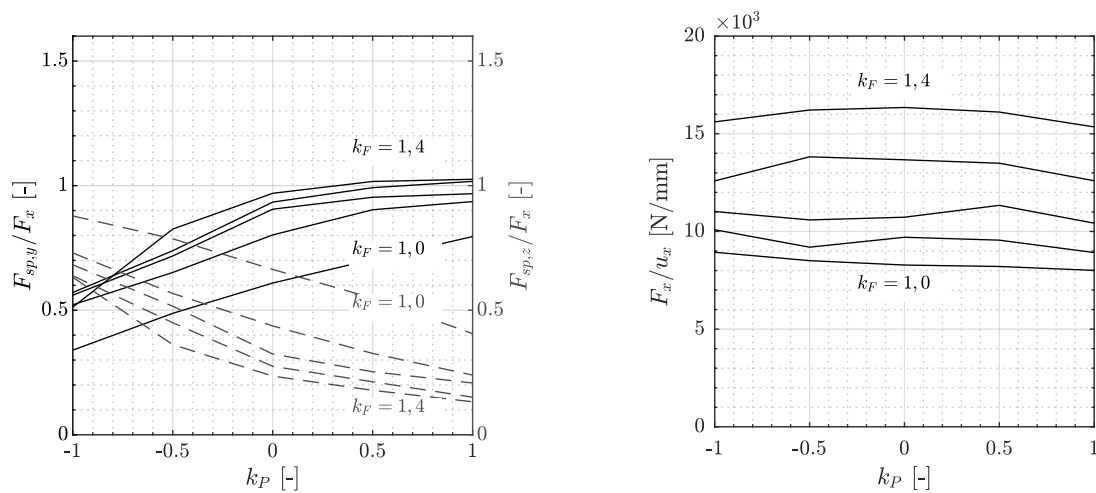 1.5
1
0.5
0
-1
-0.5
0
0.5
1
k_P [-]
F_{sp,y}/F_x [-]
k_F = 1,4
k_F = 1,0
k_F = 1,0
k_F = 1,4
1.5
1
0.5
0
F_{sp,z}/F_x [-]
×10³
20
15
10
5
0
-1
-0.5
0
0.5
1
k_P [-]
F_x/u_x [N/mm]
k_F = 1,4
k_F = 1,0